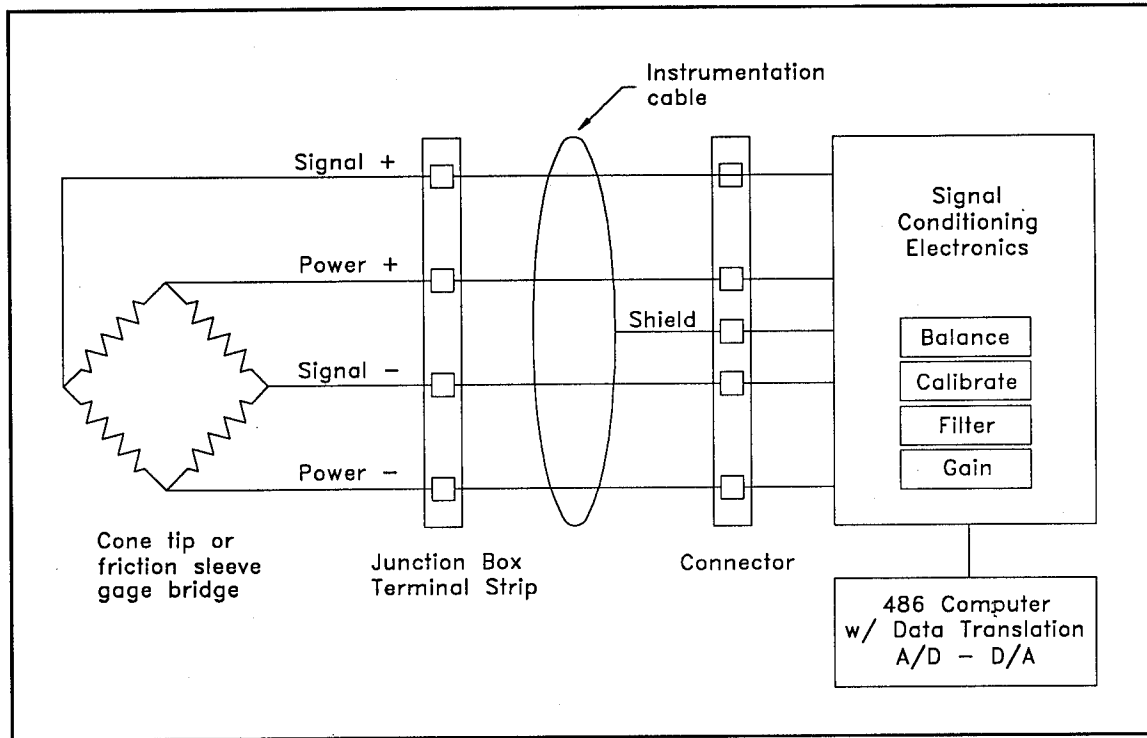 Instrumentation
cable
Signal +
Power +
Shield
Signal −
Power −
Signal
Conditioning
Electronics
Balance
Calibrate
Filter
Gain
Cone tip or
friction sleeve
gage bridge
Junction Box
Terminal Strip
Connector
486 Computer
w/ Data Translation
A/D − D/A